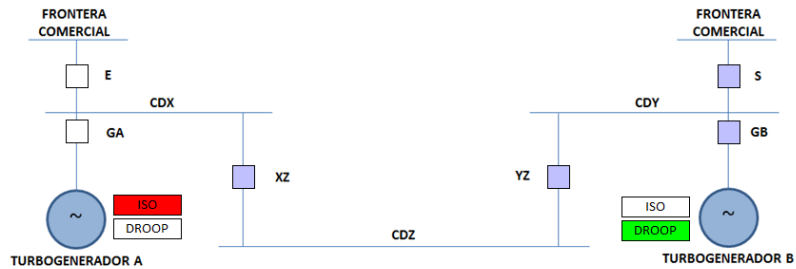 FRONTERA
COMERCIAL
FRONTERA
COMERCIAL
E
S
CDX
CDY
GA
GB
XZ
YZ
~
ISO
DROOP
ISO
DROOP
~
CDZ
TURBOGENERADOR A
TURBOGENERADOR B